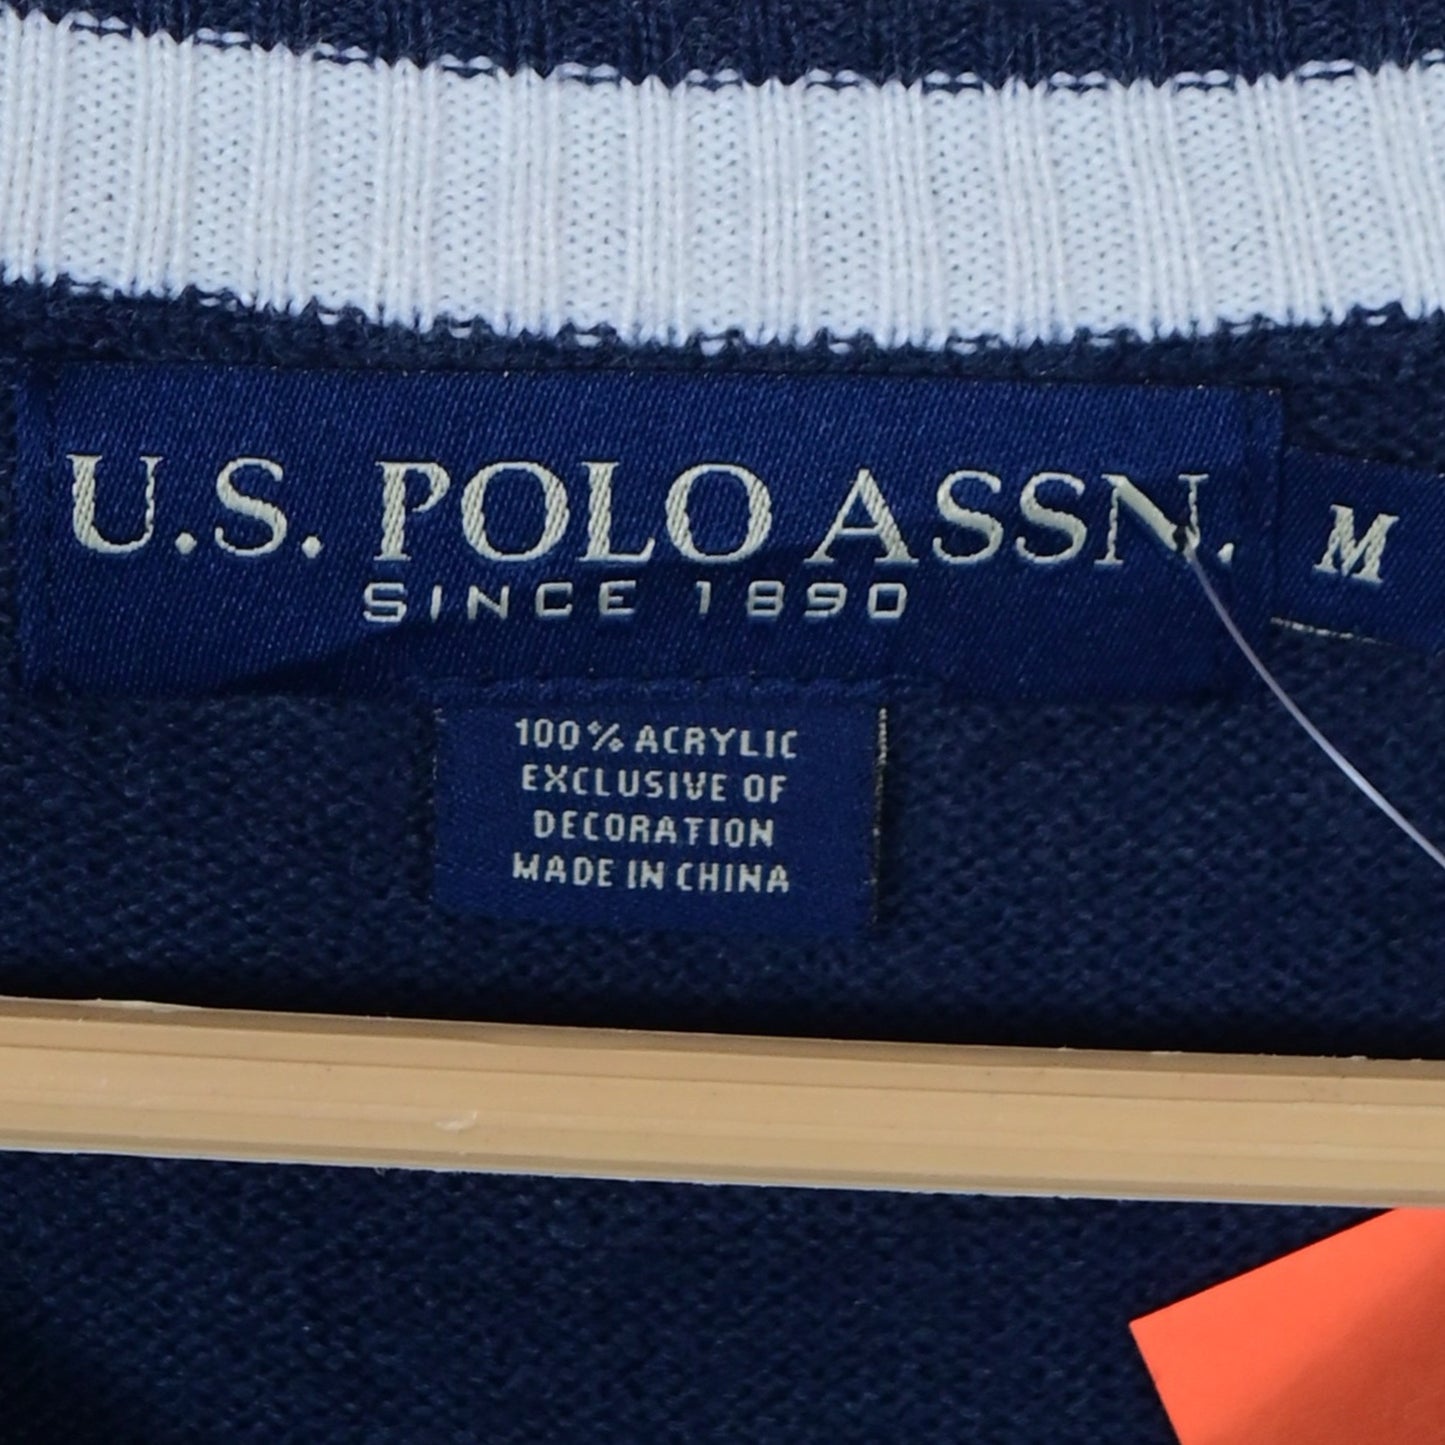 U.S. POLO ASSN.
SINCE 1890
M
100% ACRYLIC
EXCLUSIVE OF
DECORATION
MADE IN CHINA